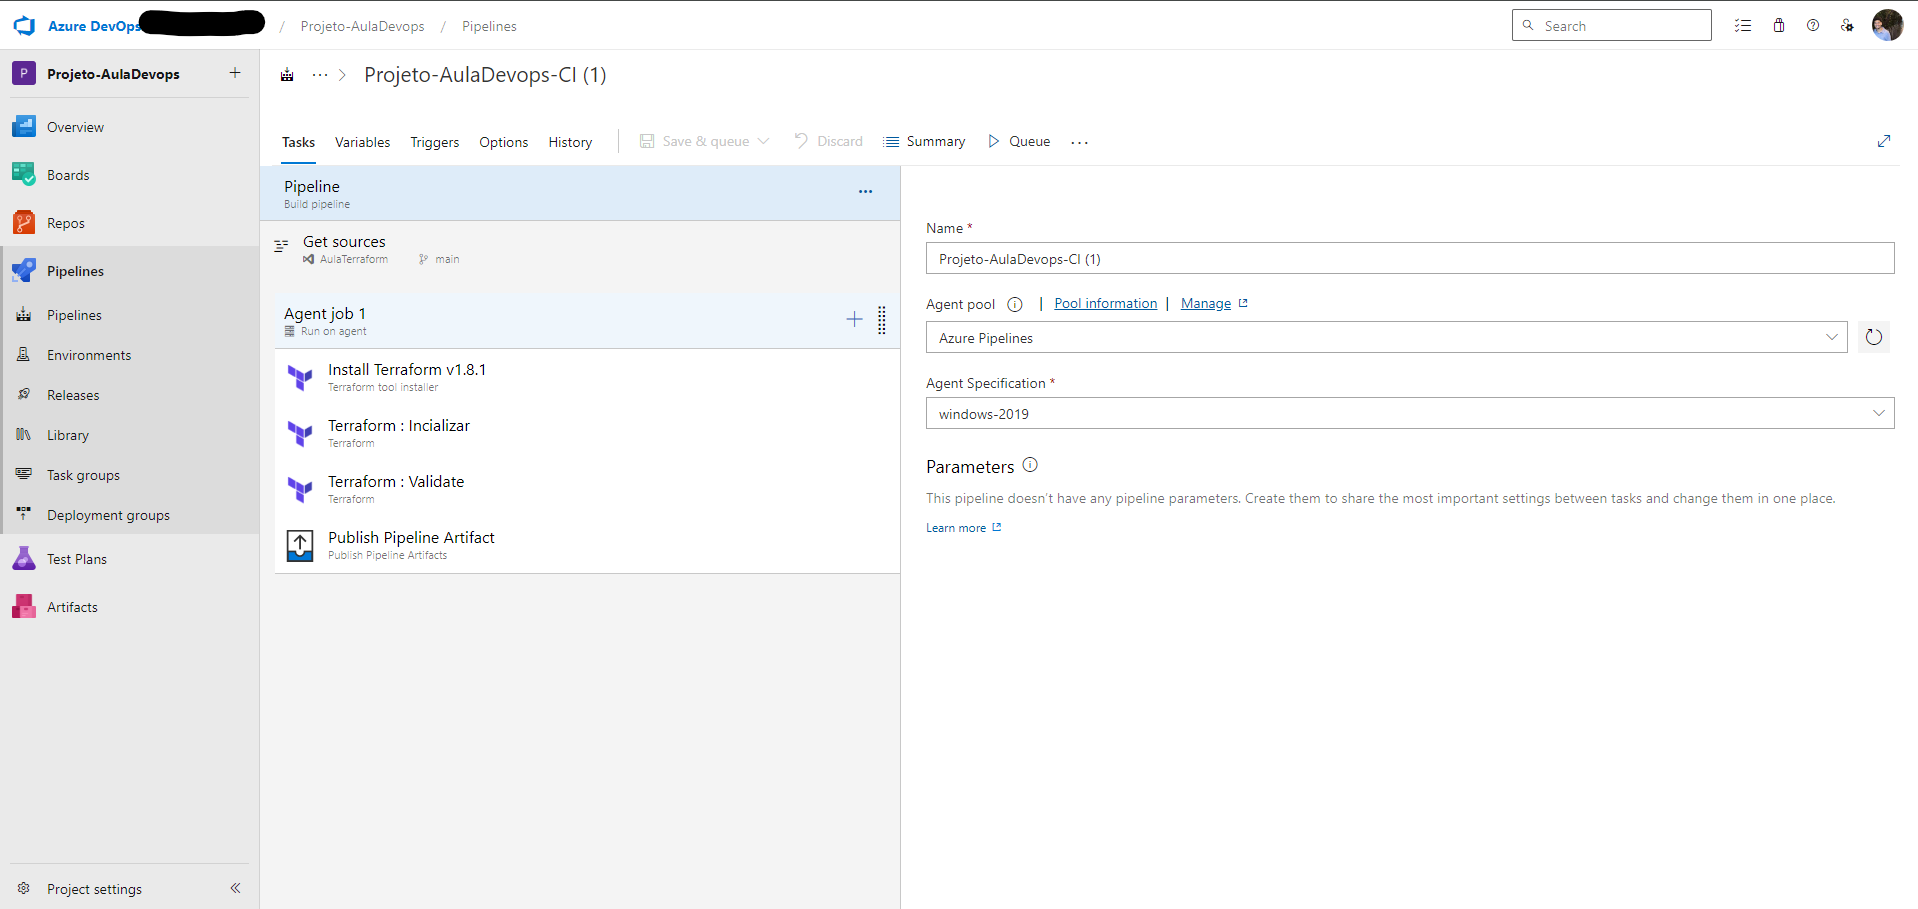 Azure DevOps / Projeto-AulaDevops / Pipelines
Search
P Projeto-AulaDevops +
Overview
Boards
Repos
Pipelines
Pipelines
Environments
Releases
Library
Task groups
Deployment groups
Test Plans
Artifacts
Project settings
··· > Projeto-AulaDevops-CI (1)
Tasks Variables Triggers Options History Save & queue Discard Summary Queue ···
Pipeline
Build pipeline
Get sources
AulaTerraform main
Agent job 1
Run on agent
Install Terraform v1.8.1
Terraform tool installer
Terraform : Incializar
Terraform
Terraform : Validate
Terraform
Publish Pipeline Artifact
Publish Pipeline Artifacts
Name *
Projeto-AulaDevops-CI (1)
Agent pool | Pool information | Manage
Azure Pipelines
Agent Specification *
windows-2019
Parameters
This pipeline doesn't have any pipeline parameters. Create them to share the most important settings between tasks and change them in one place.
Learn more